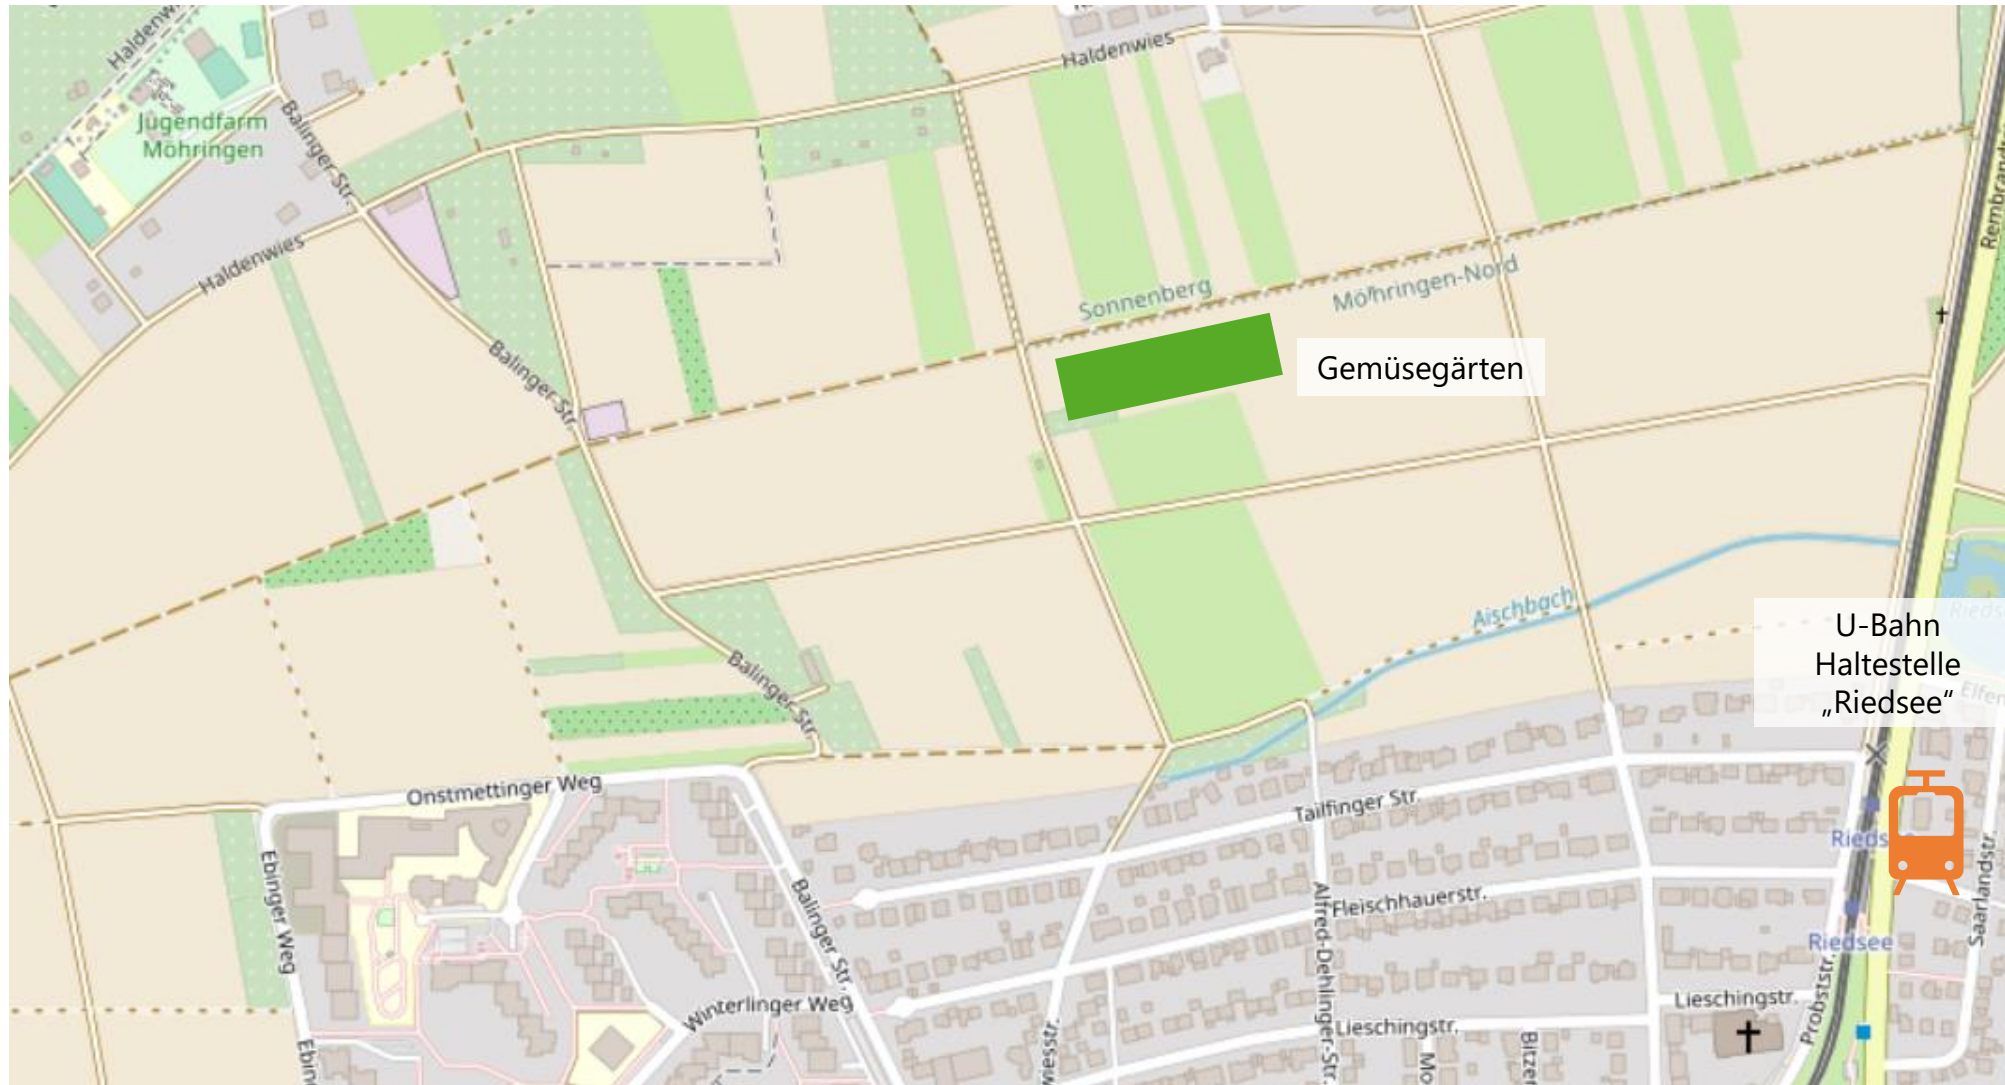 Haldenw
Jugendfarm
Möhringen
Balinger Str.
Haldenwies
Haldenwies
Sonnenberg
Möhringen-Nord
Gemüsegärten
Balinger Str.
Aischbach
U-Bahn
Haltestelle
„Riedsee“
Balinger Str.
Onstmettinger Weg
Tailfinger Str.
Ebinger Weg
Balinger Str.
Alfred-Dehlinger-Str.
Fleischhauerstr.
Riedsee
Saarlandstr.
Probststr.
Winterlinger Weg
Lieschingstr.
Lieschingstr.